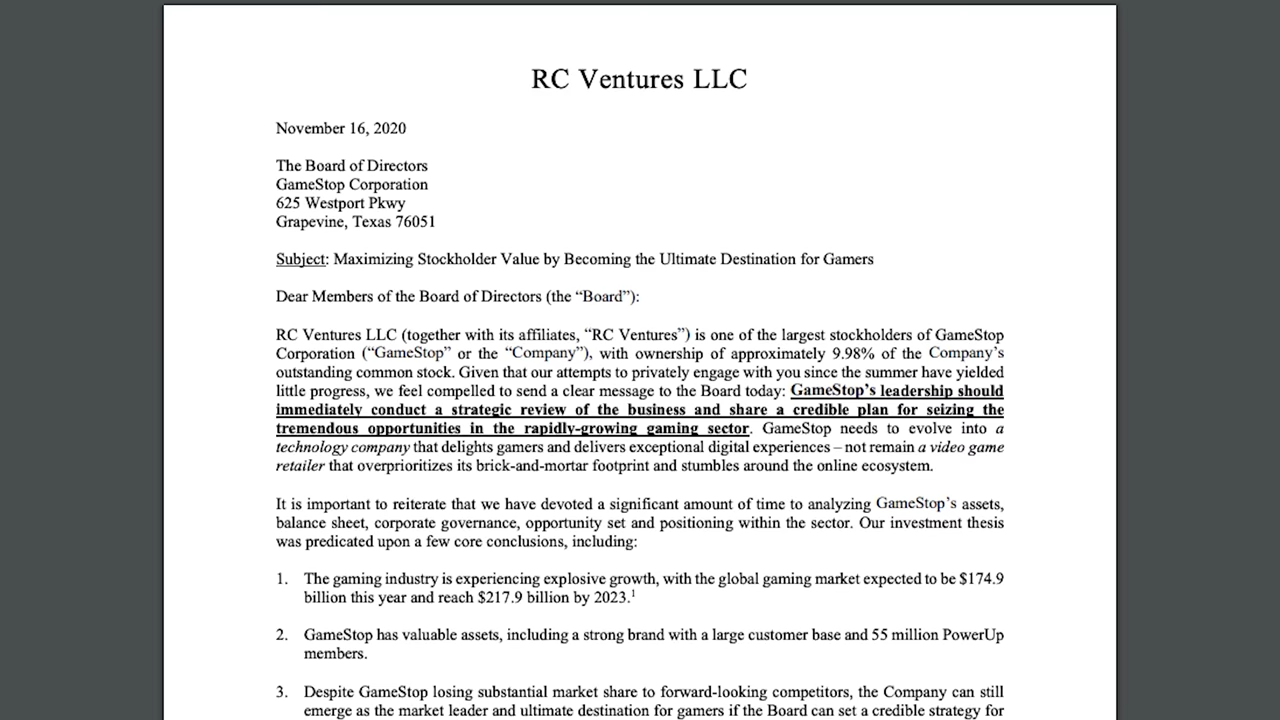 RC Ventures LLC
November 16, 2020
The Board of Directors
GameStop Corporation
625 Westport Pkwy
Grapevine, Texas 76051
Subject: Maximizing Stockholder Value by Becoming the Ultimate Destination for Gamers
Dear Members of the Board of Directors (the “Board”):
RC Ventures LLC (together with its affiliates, “RC Ventures”) is one of the largest stockholders of GameStop
Corporation (“GameStop” or the “Company”), with ownership of approximately 9.98% of the Company’s
outstanding common stock. Given that our attempts to privately engage with you since the summer have yielded
little progress, we feel compelled to send a clear message to the Board today: GameStop’s leadership should
immediately conduct a strategic review of the business and share a credible plan for seizing the
tremendous opportunities in the rapidly-growing gaming sector. GameStop needs to evolve into a
technology company that delights gamers and delivers exceptional digital experiences – not remain a video game
retailer that overprioritizes its brick-and-mortar footprint and stumbles around the online ecosystem.
It is important to reiterate that we have devoted a significant amount of time to analyzing GameStop’s assets,
balance sheet, corporate governance, opportunity set and positioning within the sector. Our investment thesis
was predicated upon a few core conclusions, including:
1. The gaming industry is experiencing explosive growth, with the global gaming market expected to be $174.9
billion this year and reach $217.9 billion by 2023.¹
2. GameStop has valuable assets, including a strong brand with a large customer base and 55 million PowerUp
members.
3. Despite GameStop losing substantial market share to forward-looking competitors, the Company can still
emerge as the market leader and ultimate destination for gamers if the Board can set a credible strategy for